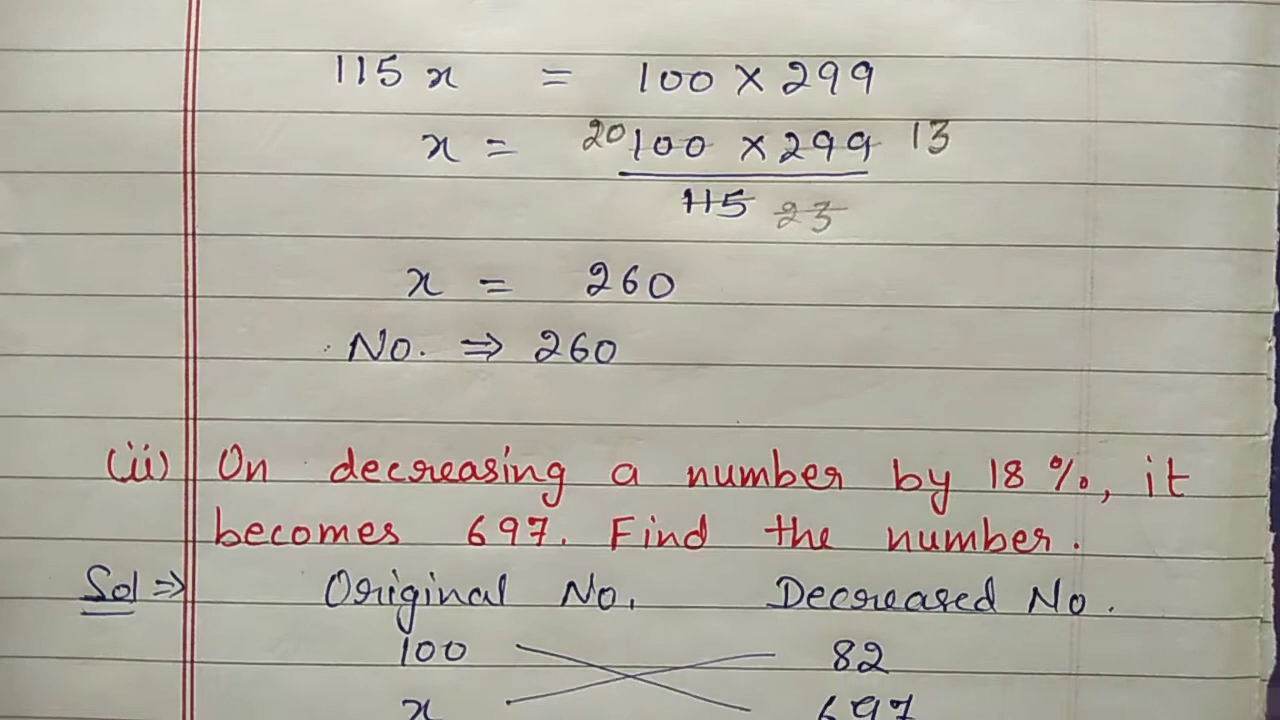 115 x = 100 × 299
x = 20 100 × 299 13
115 23
x = 260
No. ⇒ 260
(ii) On decreasing a number by 18 %, it
becomes 697. Find the number.
Sol ⇒ Original No. Decreased No.
100 82
x 697